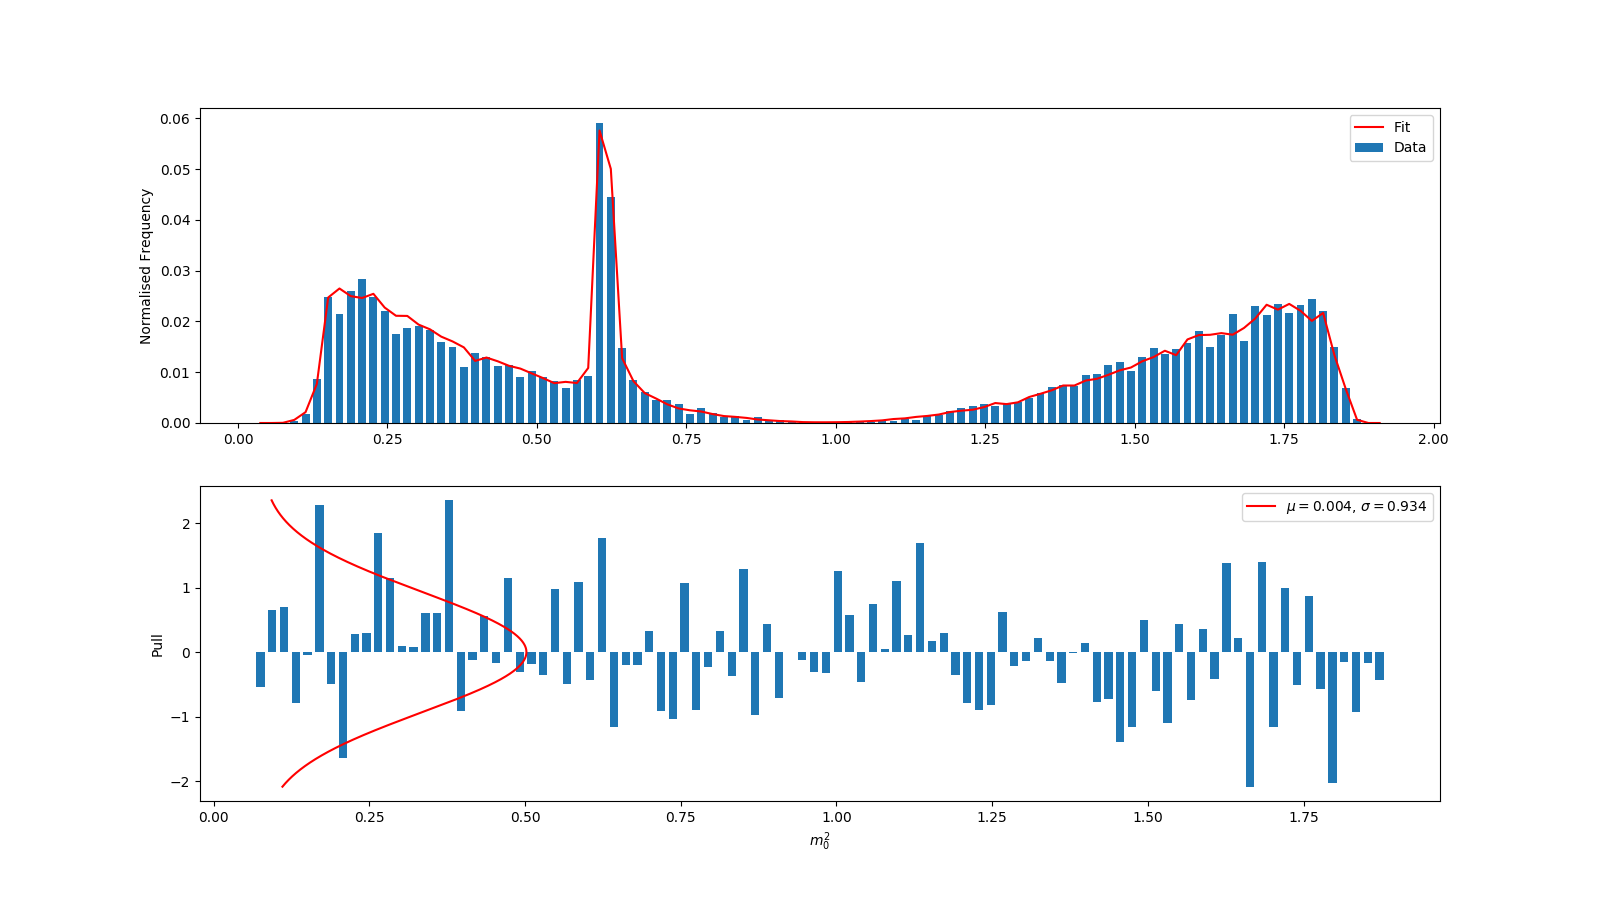 0.06
0.05
0.04
0.03
0.02
0.01
0.00
Normalised Frequency
Fit
Data
0.00 0.25 0.50 0.75 1.00 1.25 1.50 1.75 2.00
2
1
0
−1
−2
Pull
μ = 0.004, σ = 0.934
0.00 0.25 0.50 0.75 1.00 1.25 1.50 1.75
m₀²